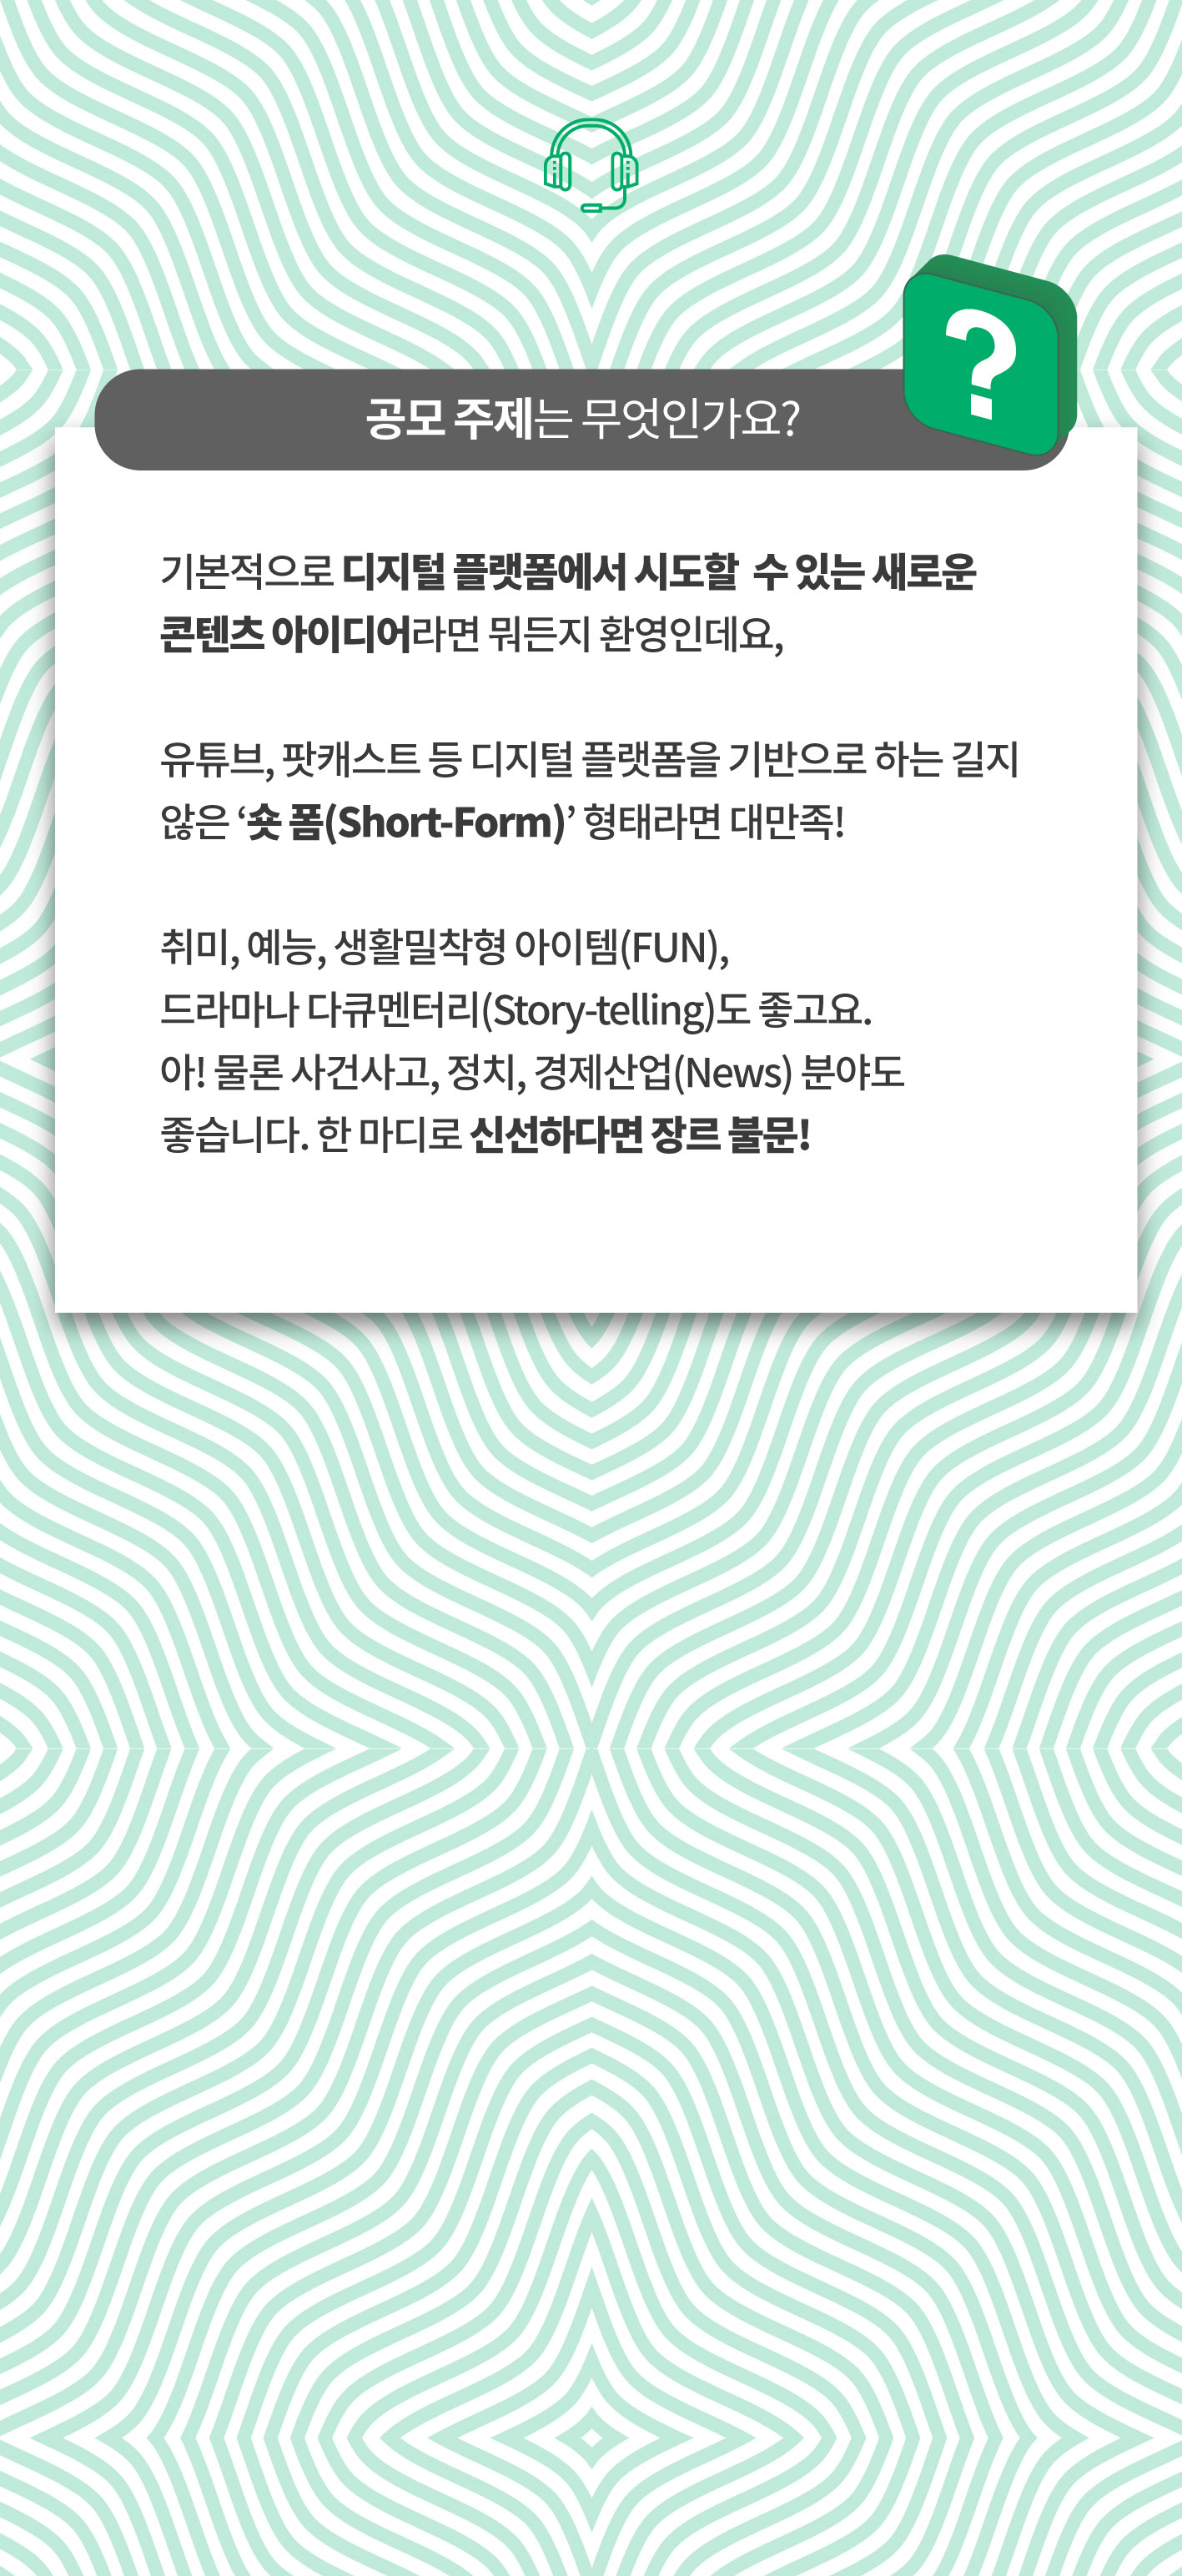 ?
공모 주제는 무엇인가요?
기본적으로 디지털 플랫폼에서 시도할 수 있는 새로운
콘텐츠 아이디어라면 뭐든지 환영인데요,
유튜브, 팟캐스트 등 디지털 플랫폼을 기반으로 하는 길지
않은 ‘숏 폼(Short-Form)’ 형태라면 대만족!
취미, 예능, 생활밀착형 아이템(FUN),
드라마나 다큐멘터리(Story-telling)도 좋고요.
아! 물론 사건사고, 정치, 경제산업(News) 분야도
좋습니다. 한 마디로 신선하다면 장르 불문!